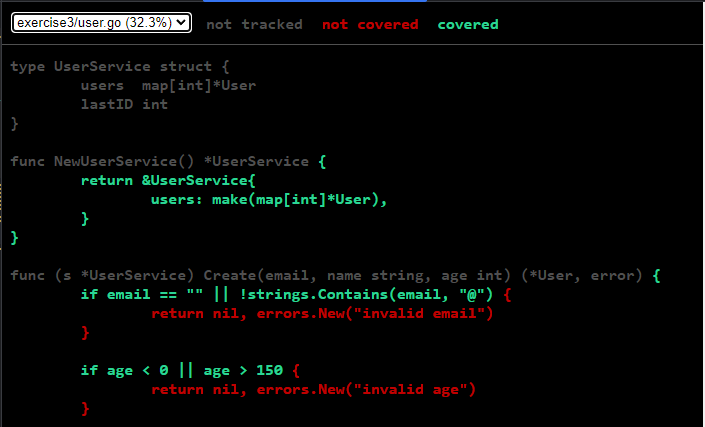 exercise3/user.go (32.3%) not tracked not covered covered
type UserService struct {
users map[int]*User
lastID int
}
func NewUserService() *UserService {
return &UserService{
users: make(map[int]*User),
}
}
func (s *UserService) Create(email, name string, age int) (*User, error) {
if email == "" || !strings.Contains(email, "@") {
return nil, errors.New("invalid email")
}
if age < 0 || age > 150 {
return nil, errors.New("invalid age")
}